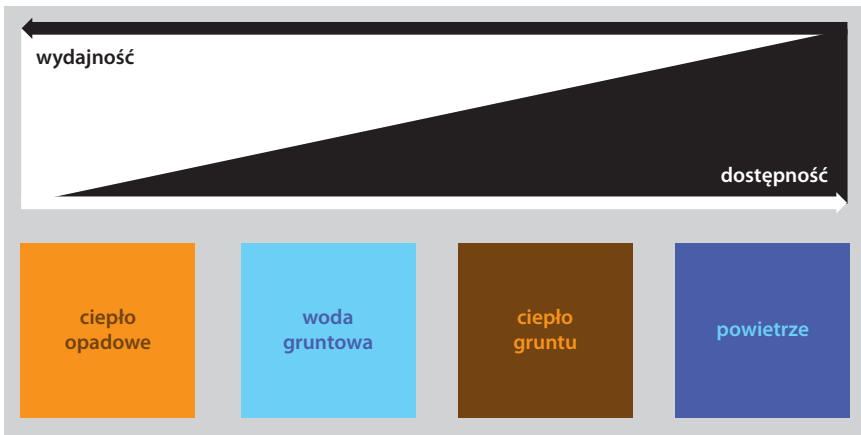 wydajność
dostępność
ciepło
opadowe
woda
gruntowa
ciepło
gruntu
powietrze